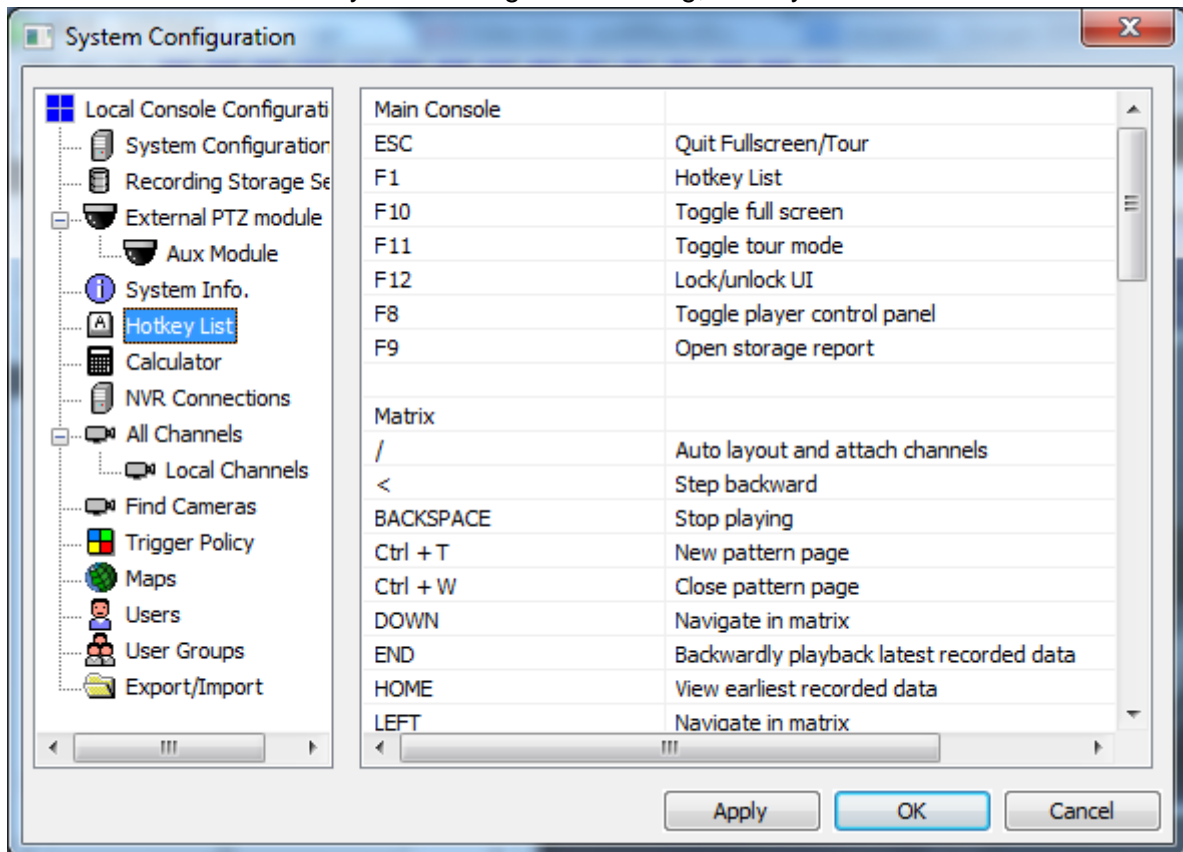 System Configuration
Local Console Configurati
System Configuration
Recording Storage Se
External PTZ module
Aux Module
System Info.
Hotkey List
Calculator
NVR Connections
All Channels
Local Channels
Find Cameras
Trigger Policy
Maps
Users
User Groups
Export/Import
Main Console
ESC Quit Fullscreen/Tour
F1 Hotkey List
F10 Toggle full screen
F11 Toggle tour mode
F12 Lock/unlock UI
F8 Toggle player control panel
F9 Open storage report
Matrix
/ Auto layout and attach channels
< Step backward
BACKSPACE Stop playing
Ctrl + T New pattern page
Ctrl + W Close pattern page
DOWN Navigate in matrix
END Backwardly playback latest recorded data
HOME View earliest recorded data
LEFT Navigate in matrix
Apply OK Cancel